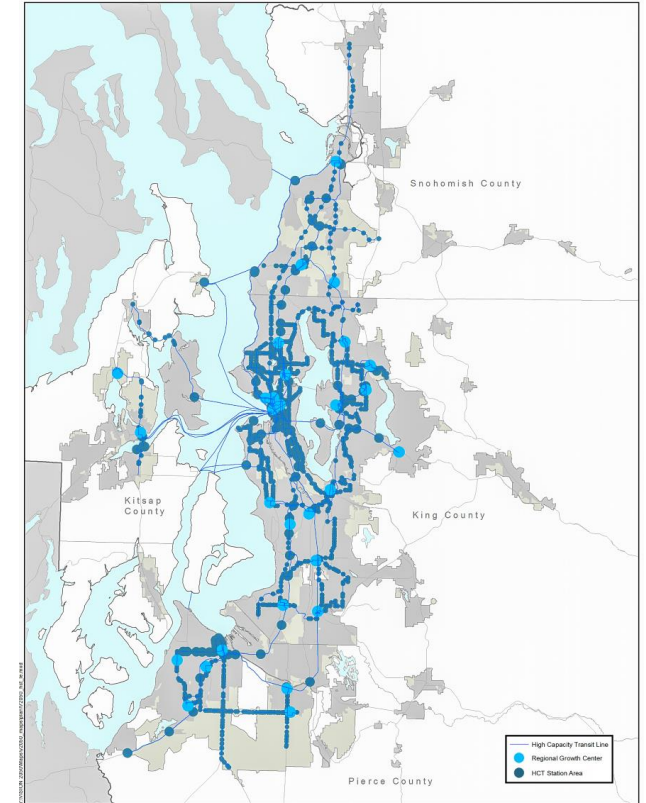 Snohomish County
Kitsap
County
King County
Pierce County
High Capacity Transit Line
Regional Growth Center
HCT Station Area